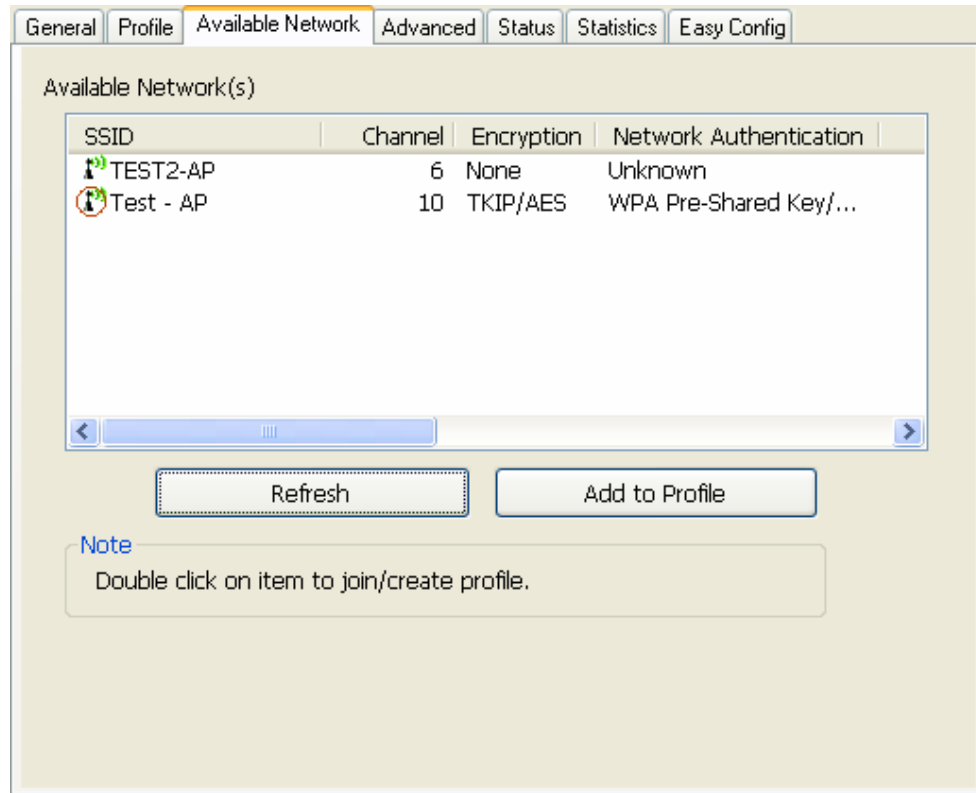 General Profile Available Network Advanced Status Statistics Easy Config
Available Network(s)
SSID Channel Encryption Network Authentication
TEST2-AP 6 None Unknown
Test - AP 10 TKIP/AES WPA Pre-Shared Key/...
Refresh Add to Profile
Note
Double click on item to join/create profile.